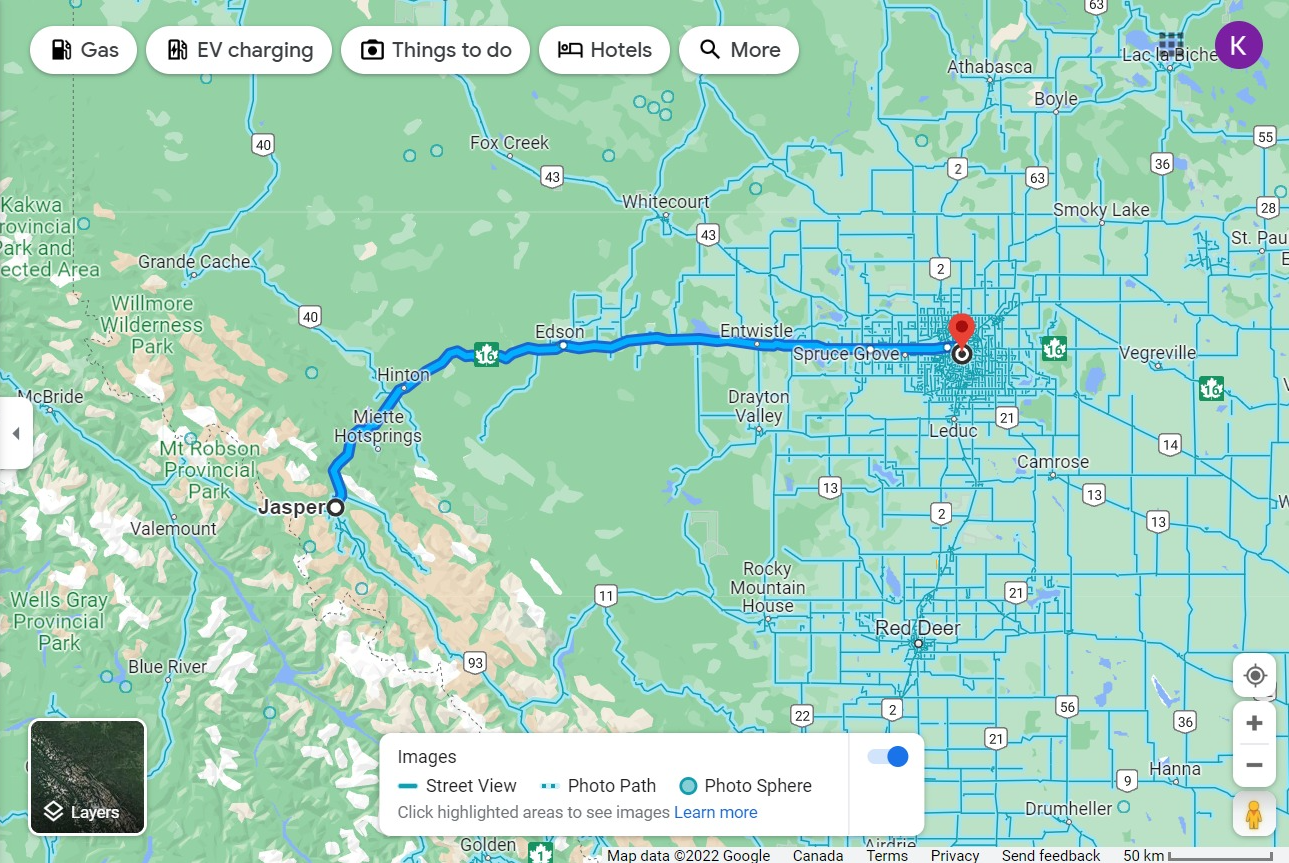 63
Gas
EV charging
Things to do
Hotels
More
K
Lac la Biche
Athabasca
Boyle
40
Fox Creek
55
43
2
63
36
Kakwa
Provincial
Park and
Protected Area
Whitecourt
Smoky Lake
28
43
St. Pau
Grande Cache
2
Willmore
Wilderness
Park
40
Edson
Entwistle
16
Spruce Grove
16
Vegreville
Hinton
McBride
16
Drayton
Valley
Miette
Hotsprings
21
Leduc
Mt Robson
Provincial
Park
14
Camrose
13
13
Jasper
2
13
Valemount
Rocky
Mountain
House
11
21
Wells Gray
Provincial
Park
Red Deer
Blue River
93
22
2
56
36
21
Images
Street View
Photo Path
Photo Sphere
Click highlighted areas to see images Learn more
Layers
Hanna
9
Drumheller
Golden
1
Airdrie
Map data ©2022 Google
Canada
Terms
Privacy
Send feedback
50 km